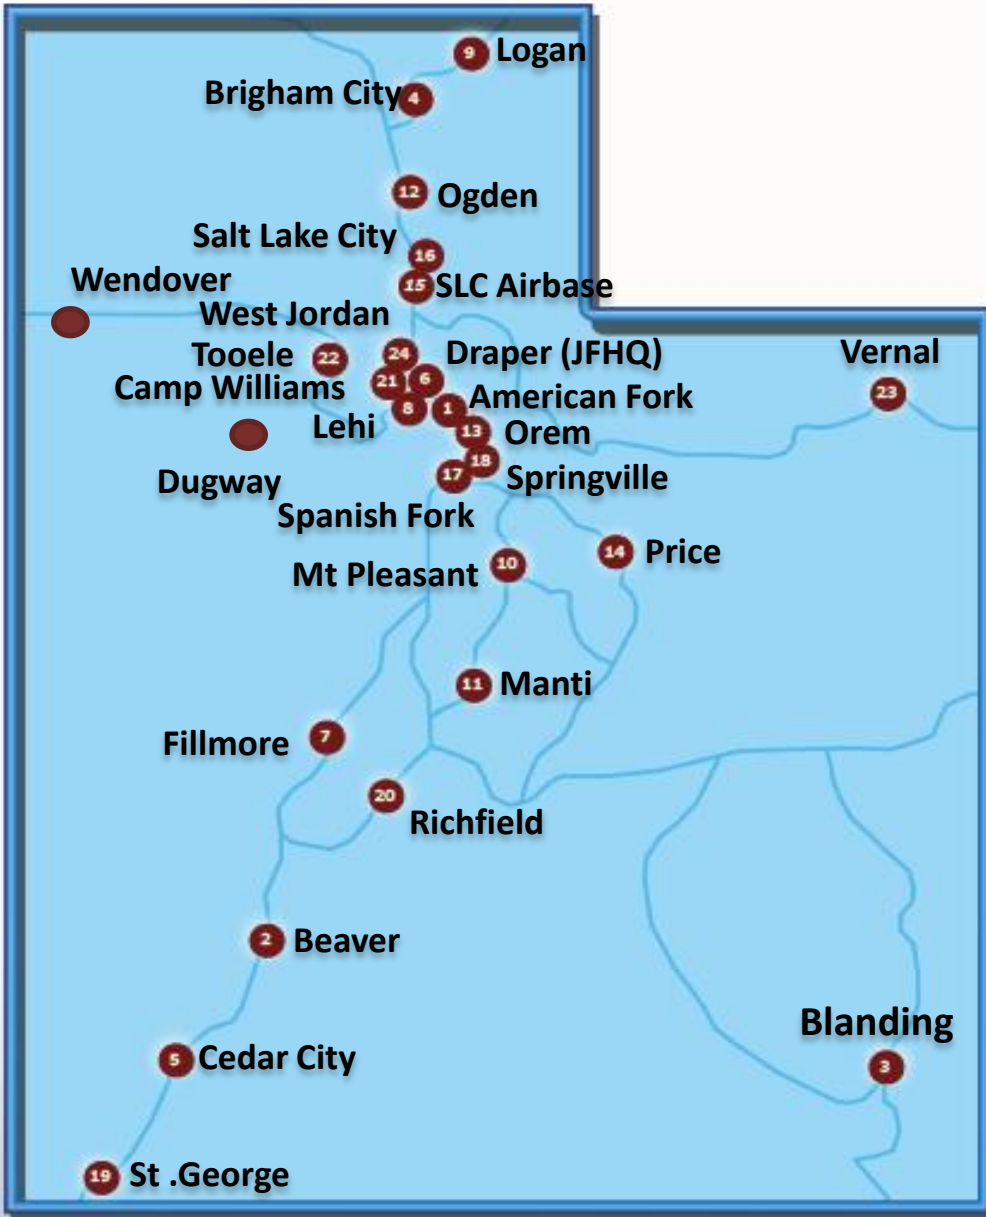 9 Logan
Brigham City 4
12 Ogden
Salt Lake City 16
Wendover
15 SLC Airbase
West Jordan 24
Tooele 22
Draper (JFHQ) 6
Vernal 23
Camp Williams 21
1 American Fork
Lehi 8
13 Orem
18 Springville
Dugway
17
Spanish Fork
14 Price
Mt Pleasant 10
11 Manti
Fillmore 7
20
Richfield
2 Beaver
Blanding
3
5 Cedar City
19 St .George